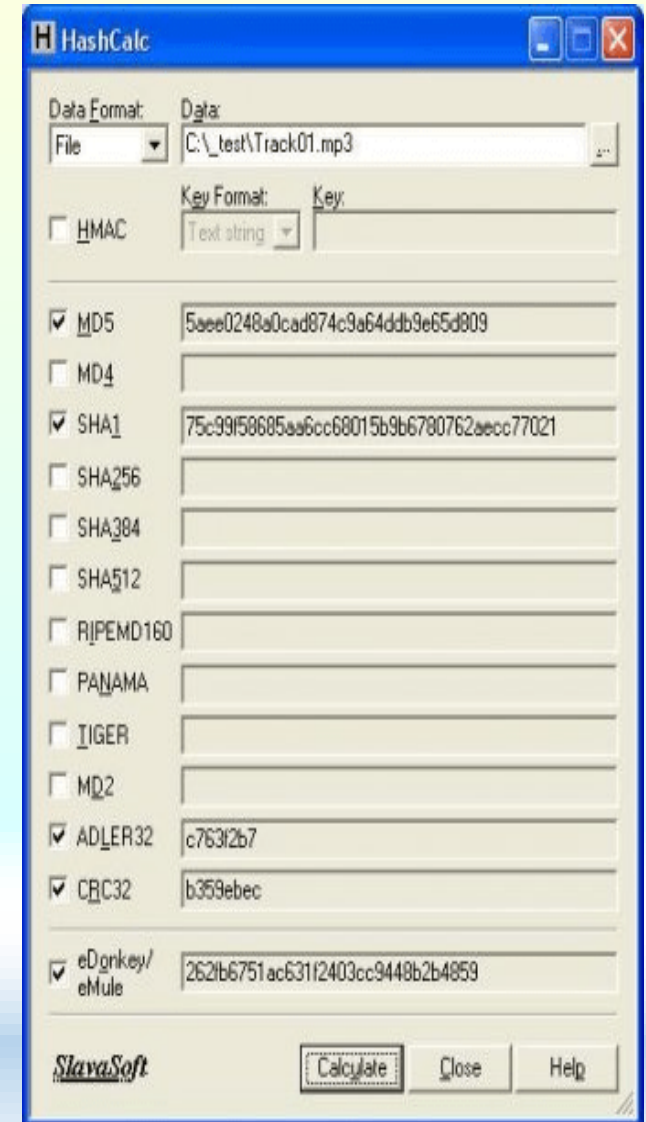 H HashCalc
Data Format: Data:
File C:\_test\Track01.mp3 ...
Key Format: Key:
HMAC Text string
MD5 5aee0248a0cad874c9a64ddb9e65d809
MD4
SHA1 75c99f58685aa6cc68015b9b6780762aecc77021
SHA256
SHA384
SHA512
RIPEMD160
PANAMA
TIGER
MD2
ADLER32 c763f2b7
CRC32 b359ebec
eDonkey/
eMule 262fb6751ac631f2403cc9448b2b4859
SlavaSoft Calculate Close Help